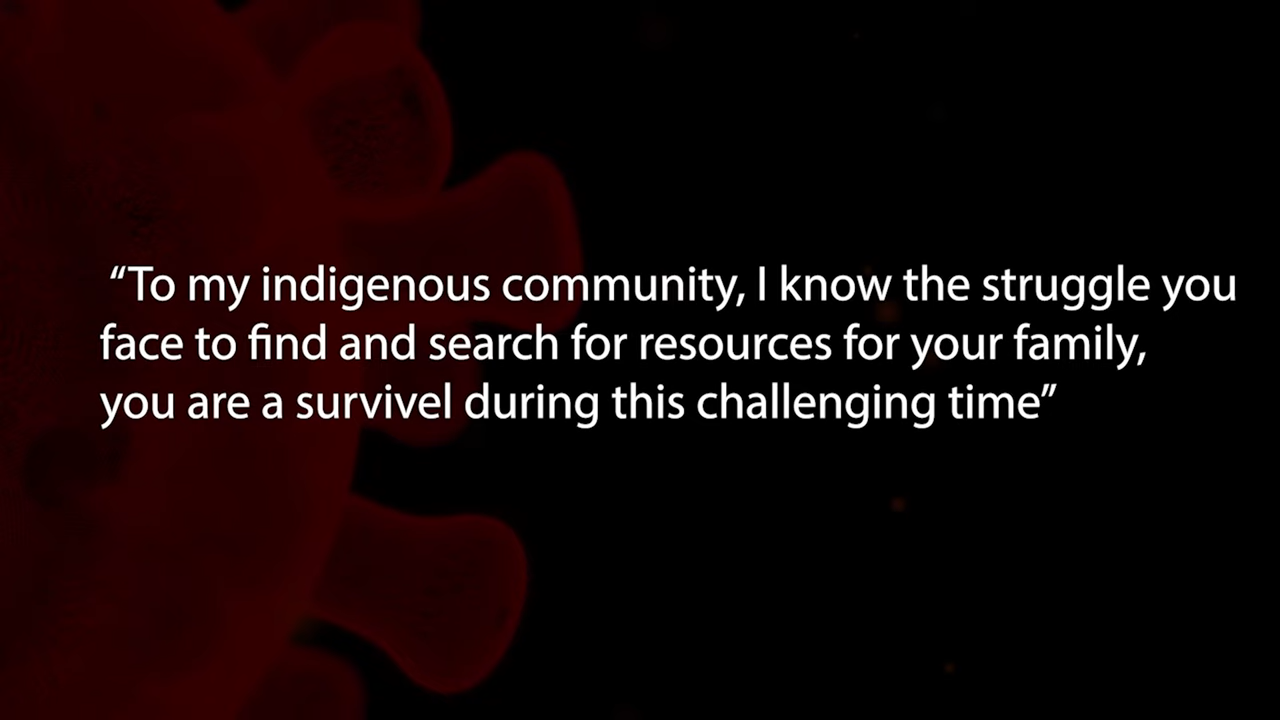 “To my indigenous community, I know the struggle you
face to find and search for resources for your family,
you are a survivel during this challenging time”